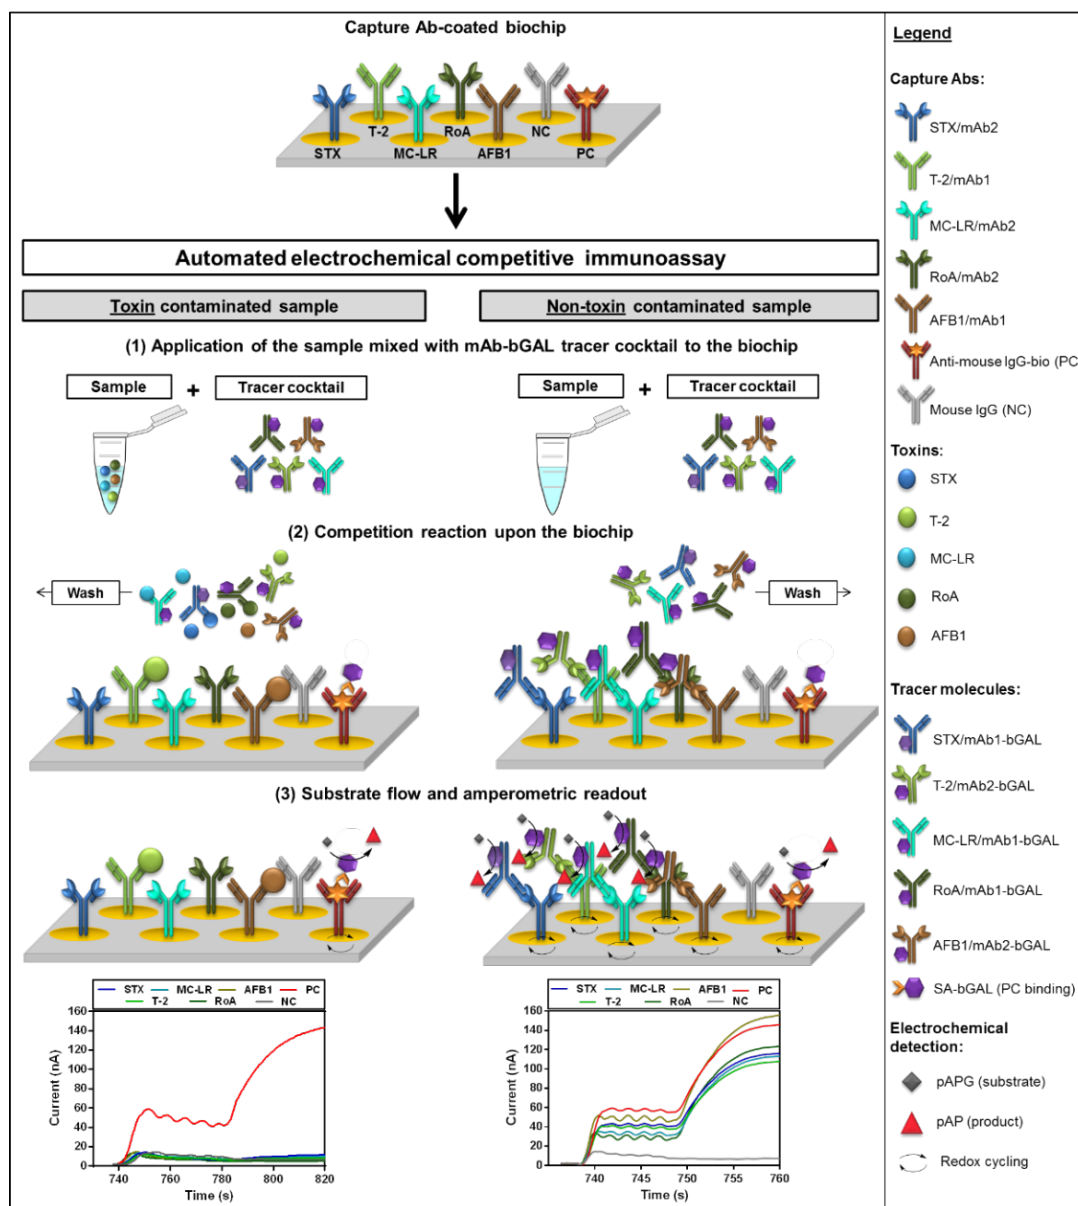 Capture Ab-coated biochip
T-2 RoA NC
STX MC-LR AFB1 PC
Automated electrochemical competitive immunoassay
Toxin contaminated sample
Non-toxin contaminated sample
(1) Application of the sample mixed with mAb-bGAL tracer cocktail to the biochip
Sample + Tracer cocktail
Sample + Tracer cocktail
(2) Competition reaction upon the biochip
Wash
Wash
(3) Substrate flow and amperometric readout
STX MC-LR AFB1 PC
T-2 RoA NC
160
140
120
100
80
60
40
20
0
Current (nA)
740 760 780 800 820
Time (s)
STX MC-LR AFB1 PC
T-2 RoA NC
160
140
120
100
80
60
40
20
0
Current (nA)
740 745 750 755 760
Time (s)
Legend
Capture Abs:
STX/mAb2
T-2/mAb1
MC-LR/mAb2
RoA/mAb2
AFB1/mAb1
Anti-mouse IgG-bio (PC
Mouse IgG (NC)
Toxins:
STX
T-2
MC-LR
RoA
AFB1
Tracer molecules:
STX/mAb1-bGAL
T-2/mAb2-bGAL
MC-LR/mAb1-bGAL
RoA/mAb1-bGAL
AFB1/mAb2-bGAL
SA-bGAL (PC binding)
Electrochemical
detection:
pAPG (substrate)
pAP (product)
Redox cycling